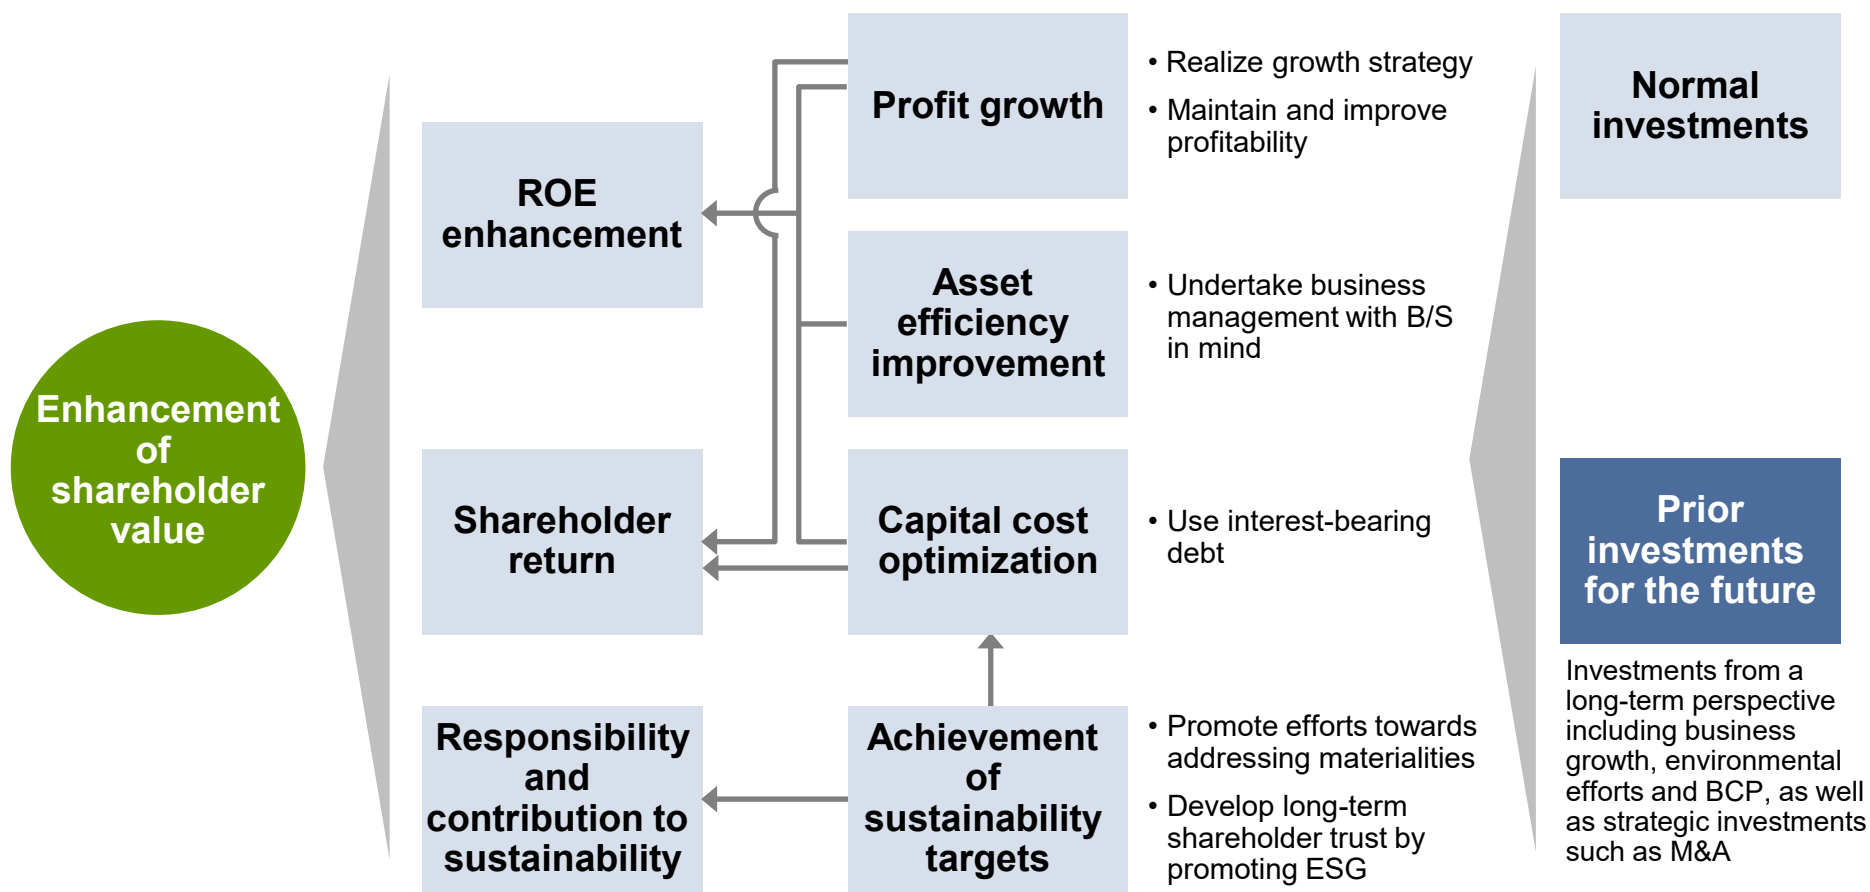 Enhancement
of
shareholder
value
ROE
enhancement
Shareholder
return
Responsibility
and
contribution to
sustainability
Profit growth
• Realize growth strategy
• Maintain and improve
profitability
Asset
efficiency
improvement
• Undertake business
management with B/S
in mind
Capital cost
optimization
• Use interest-bearing
debt
Achievement
of
sustainability
targets
• Promote efforts towards
addressing materialities
• Develop long-term
shareholder trust by
promoting ESG
Normal
investments
Prior
investments
for the future
Investments from a
long-term perspective
including business
growth, environmental
efforts and BCP, as well
as strategic investments
such as M&A